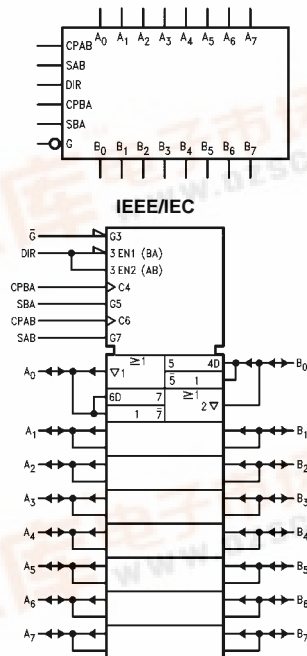 A0 A1 A2 A3 A4 A5 A6 A7
CPAB
SAB
DIR
CPBA
SBA
G
B0 B1 B2 B3 B4 B5 B6 B7
IEEE/IEC
G̅ G3
DIR 3 EN1 (BA)
3 EN2 (AB)
CPBA C4
SBA G5
CPAB C6
SAB G7
A0 ▽1 ≥1 5 4D B0
5̅ 1
6D 7 ≥1
1 7̅ 2▽
A1 B1
A2 B2
A3 B3
A4 B4
A5 B5
A6 B6
A7 B7